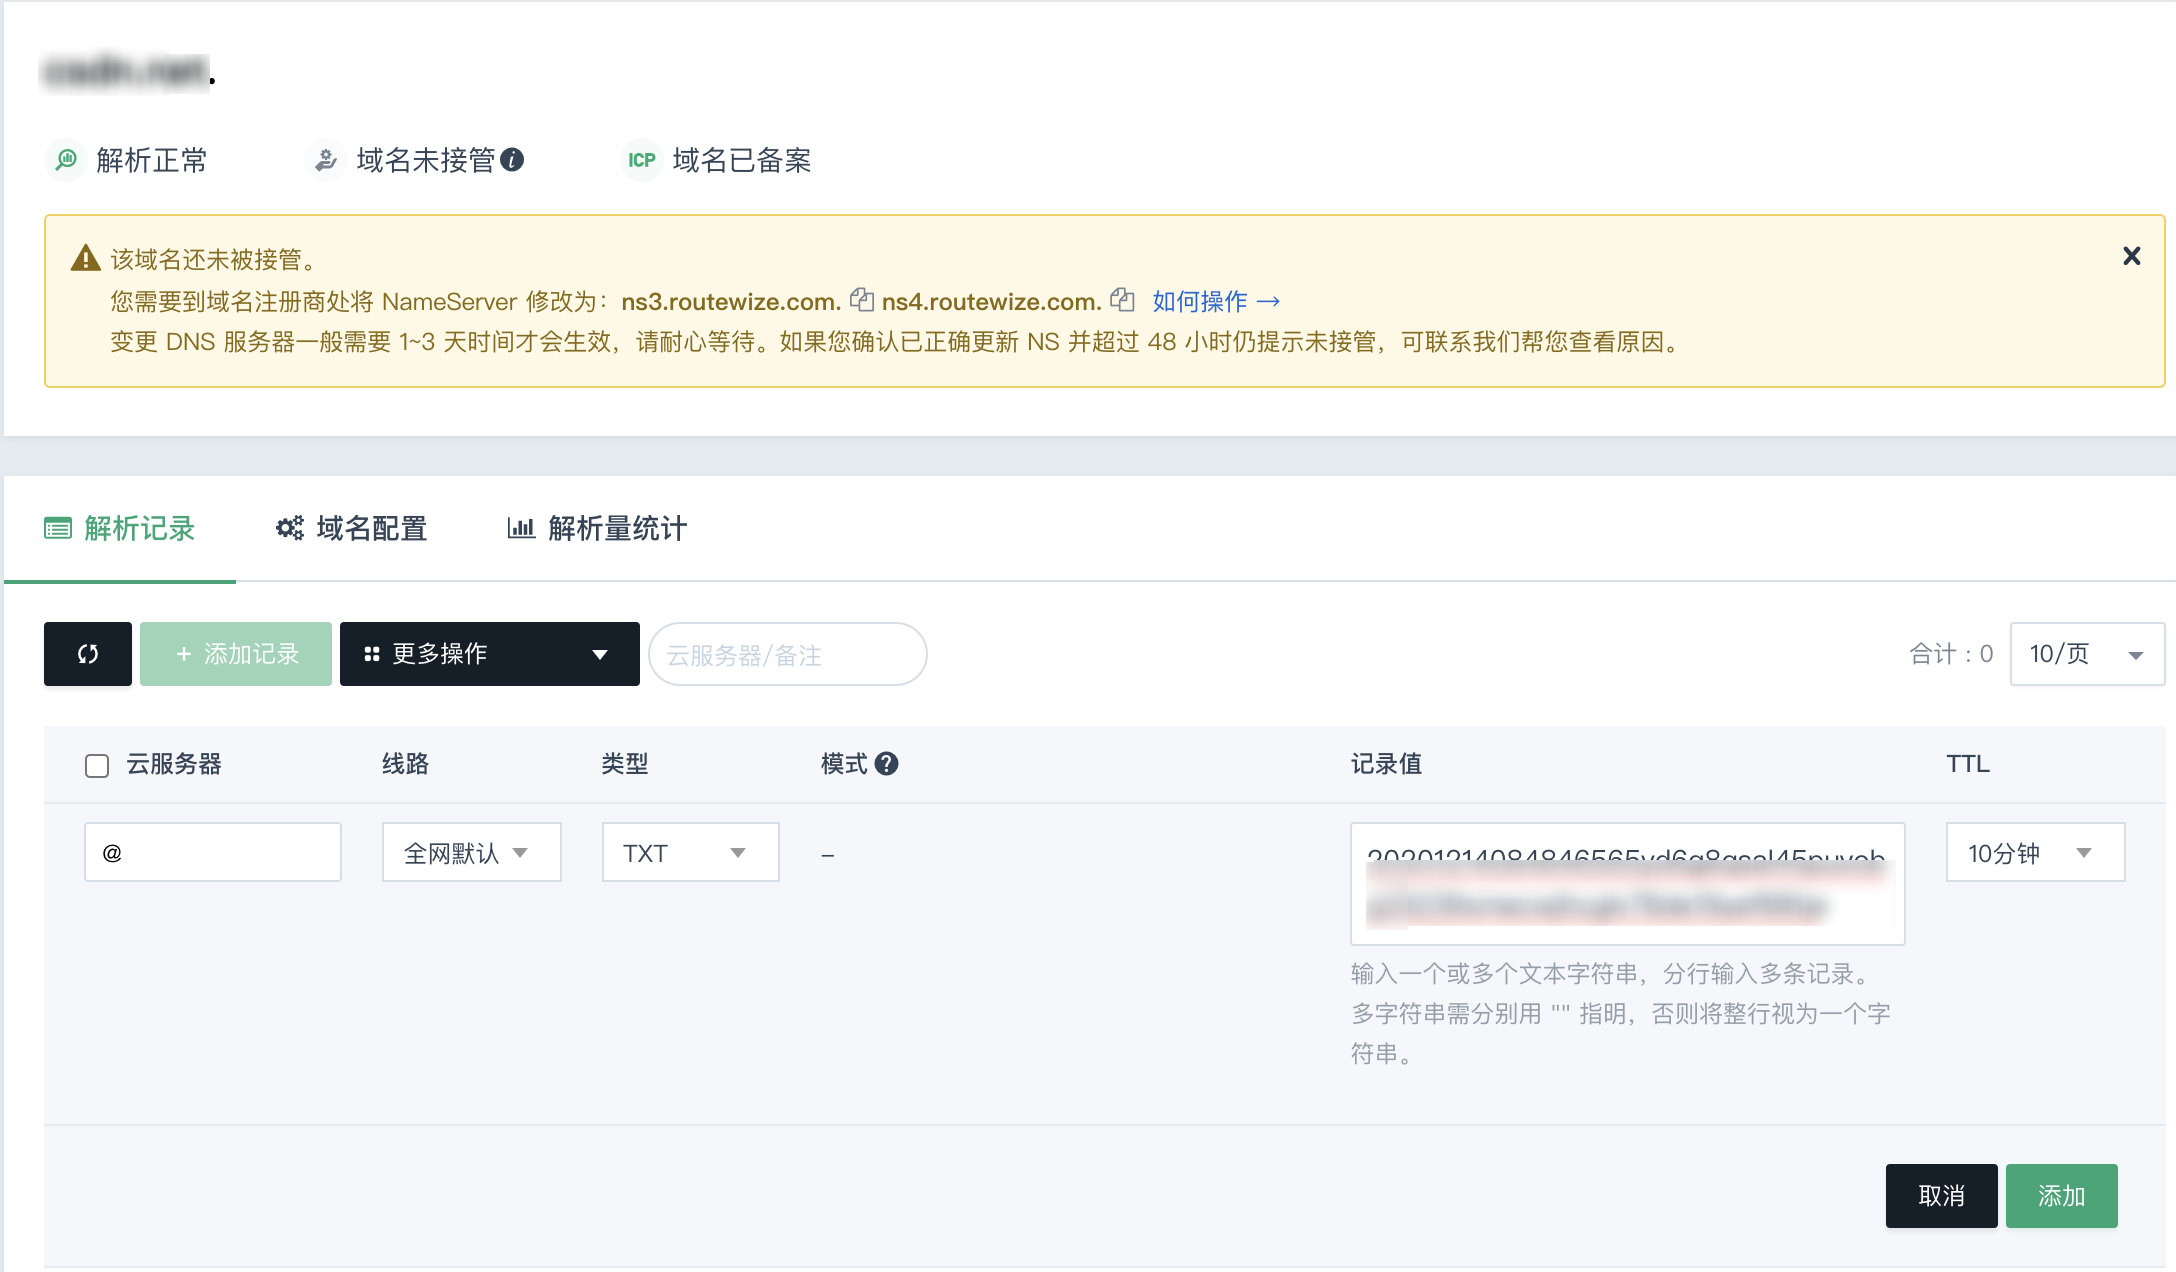 解析正常
域名未接管
ICP 域名已备案
该域名还未被接管。
您需要到域名注册商处将 NameServer 修改为： ns3.routewize.com. ns4.routewize.com. 如何操作 →
变更 DNS 服务器一般需要 1~3 天时间才会生效，请耐心等待。如果您确认已正确更新 NS 并超过 48 小时仍提示未接管，可联系我们帮您查看原因。
解析记录
域名配置
解析量统计
+ 添加记录
更多操作
云服务器/备注
合计 : 0
10/页
云服务器
线路
类型
模式
记录值
TTL
@
全网默认
TXT
–
10分钟
输入一个或多个文本字符串，分行输入多条记录。
多字符串需分别用 "" 指明，否则将整行视为一个字
符串。
取消
添加